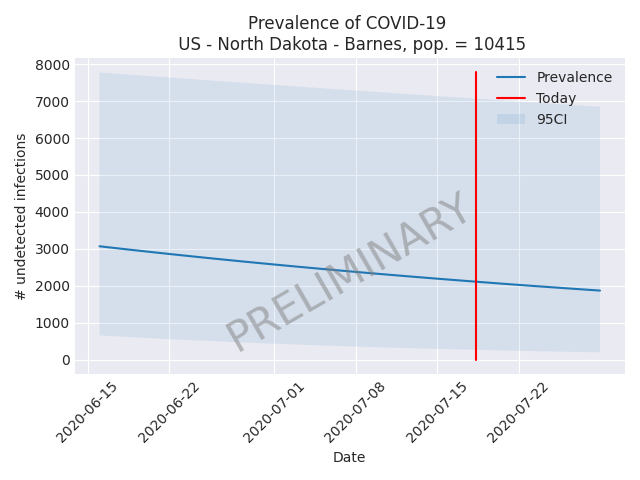 Prevalence of COVID-19
US - North Dakota - Barnes, pop. = 10415
8000
7000
6000
5000
4000
3000
2000
1000
0
# undetected infections
Prevalence
Today
95CI
PRELIMINARY
2020-06-15
2020-06-22
2020-07-01
2020-07-08
2020-07-15
2020-07-22
Date